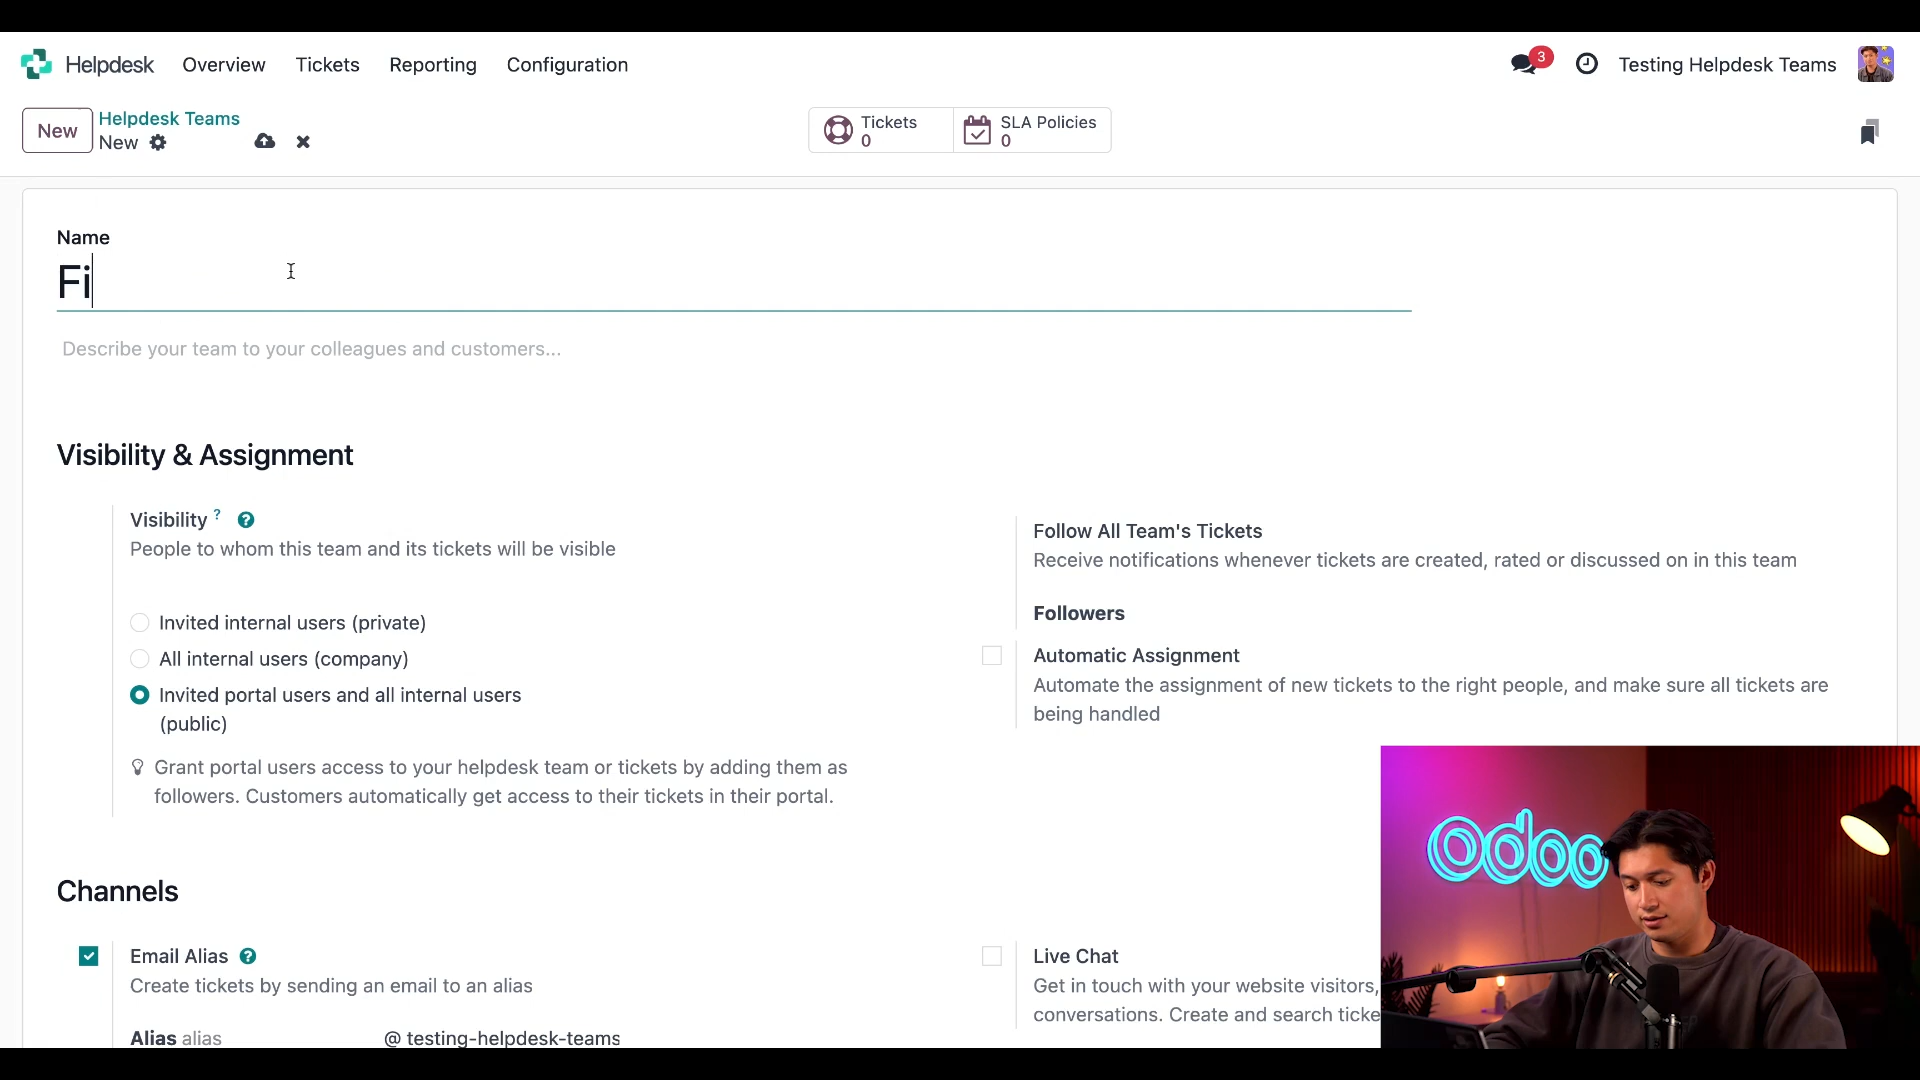 Helpdesk Overview Tickets Reporting Configuration 3 Testing Helpdesk Teams
New Helpdesk Teams
New
Tickets
0
SLA Policies
0
Name
Fi
Describe your team to your colleagues and customers...
Visibility & Assignment
Visibility ? ?
People to whom this team and its tickets will be visible
Invited internal users (private)
All internal users (company)
Invited portal users and all internal users
(public)
Grant portal users access to your helpdesk team or tickets by adding them as
followers. Customers automatically get access to their tickets in their portal.
Follow All Team's Tickets
Receive notifications whenever tickets are created, rated or discussed on in this team
Followers
Automatic Assignment
Automate the assignment of new tickets to the right people, and make sure all tickets are
being handled
Channels
Email Alias ?
Create tickets by sending an email to an alias
Alias alias @ testing-helpdesk-teams
Live Chat
Get in touch with your website visitors,
conversations. Create and search ticke
odoo